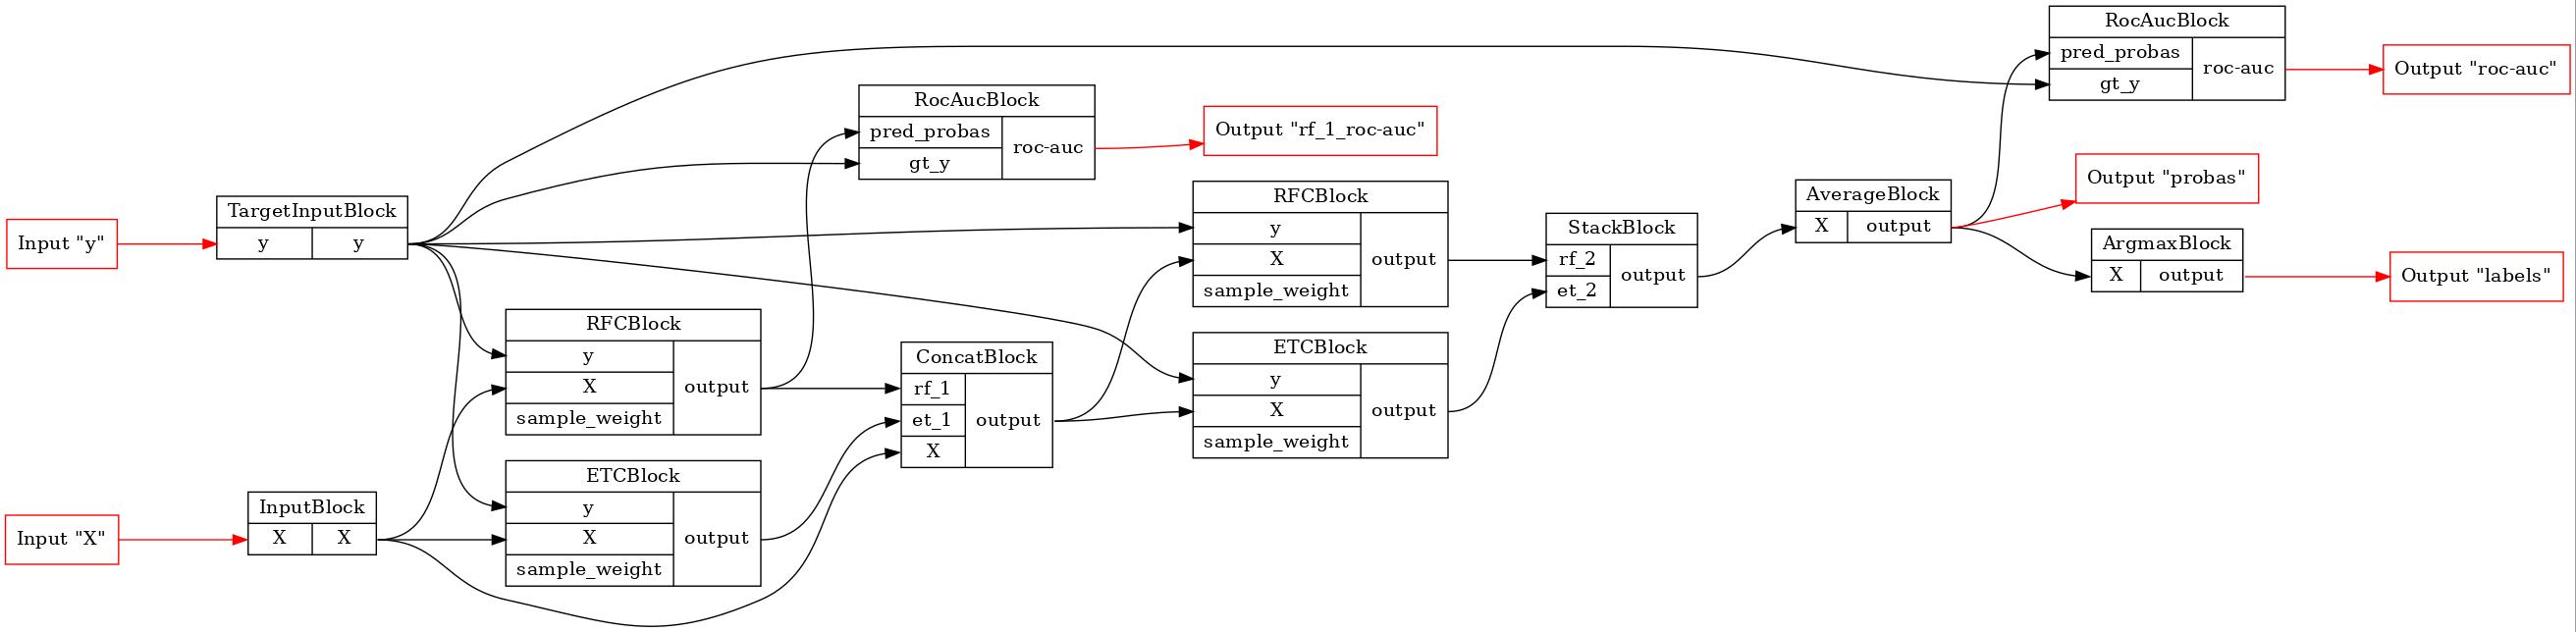 Input "y"
TargetInputBlock
y y
Input "X"
InputBlock
X X
RFCBlock
y
X
sample_weight
output
ETCBlock
y
X
sample_weight
output
RocAucBlock
pred_probas
gt_y
roc-auc
Output "rf_1_roc-auc"
ConcatBlock
rf_1
et_1
X
output
RFCBlock
y
X
sample_weight
output
ETCBlock
y
X
sample_weight
output
StackBlock
rf_2
et_2
output
AverageBlock
X output
RocAucBlock
pred_probas
gt_y
roc-auc
Output "roc-auc"
Output "probas"
ArgmaxBlock
X output
Output "labels"